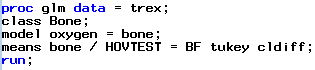 proc glm data = trex;
class Bone;
model oxygen = bone;
means bone / HOVTEST = BF tukey cldiff;
run;